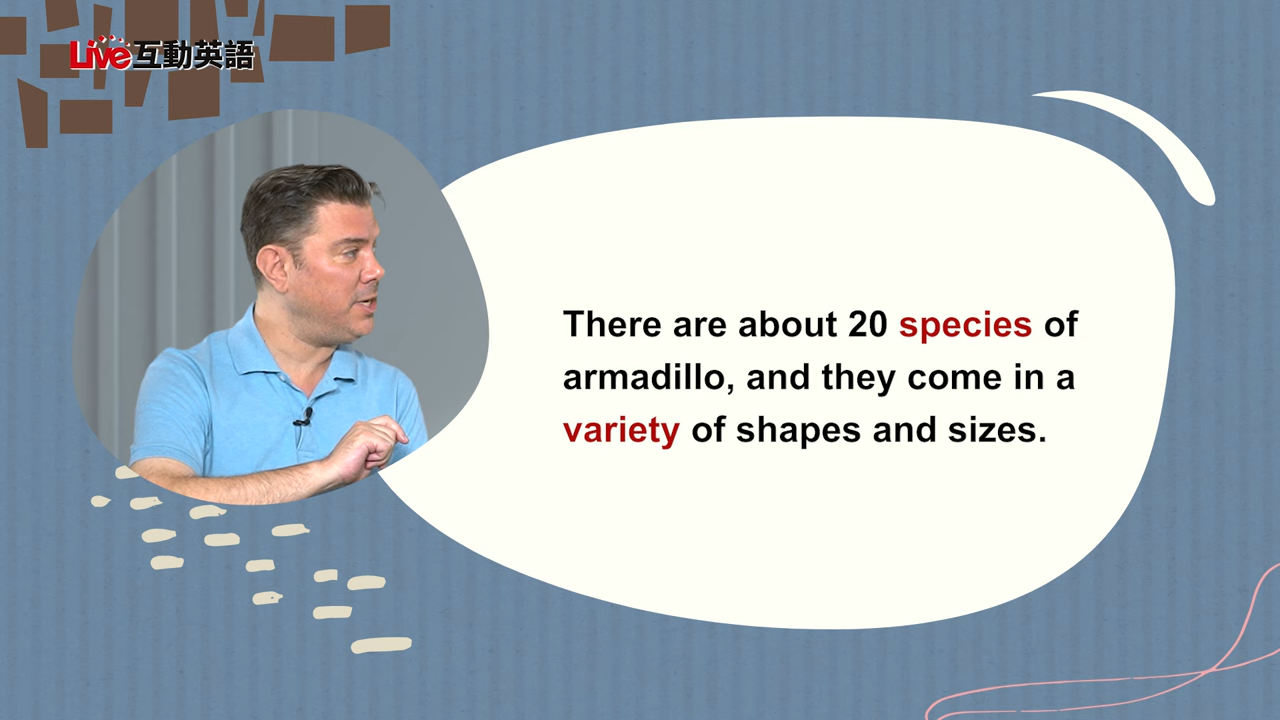 Live互動英語
There are about 20 species of
armadillo, and they come in a
variety of shapes and sizes.